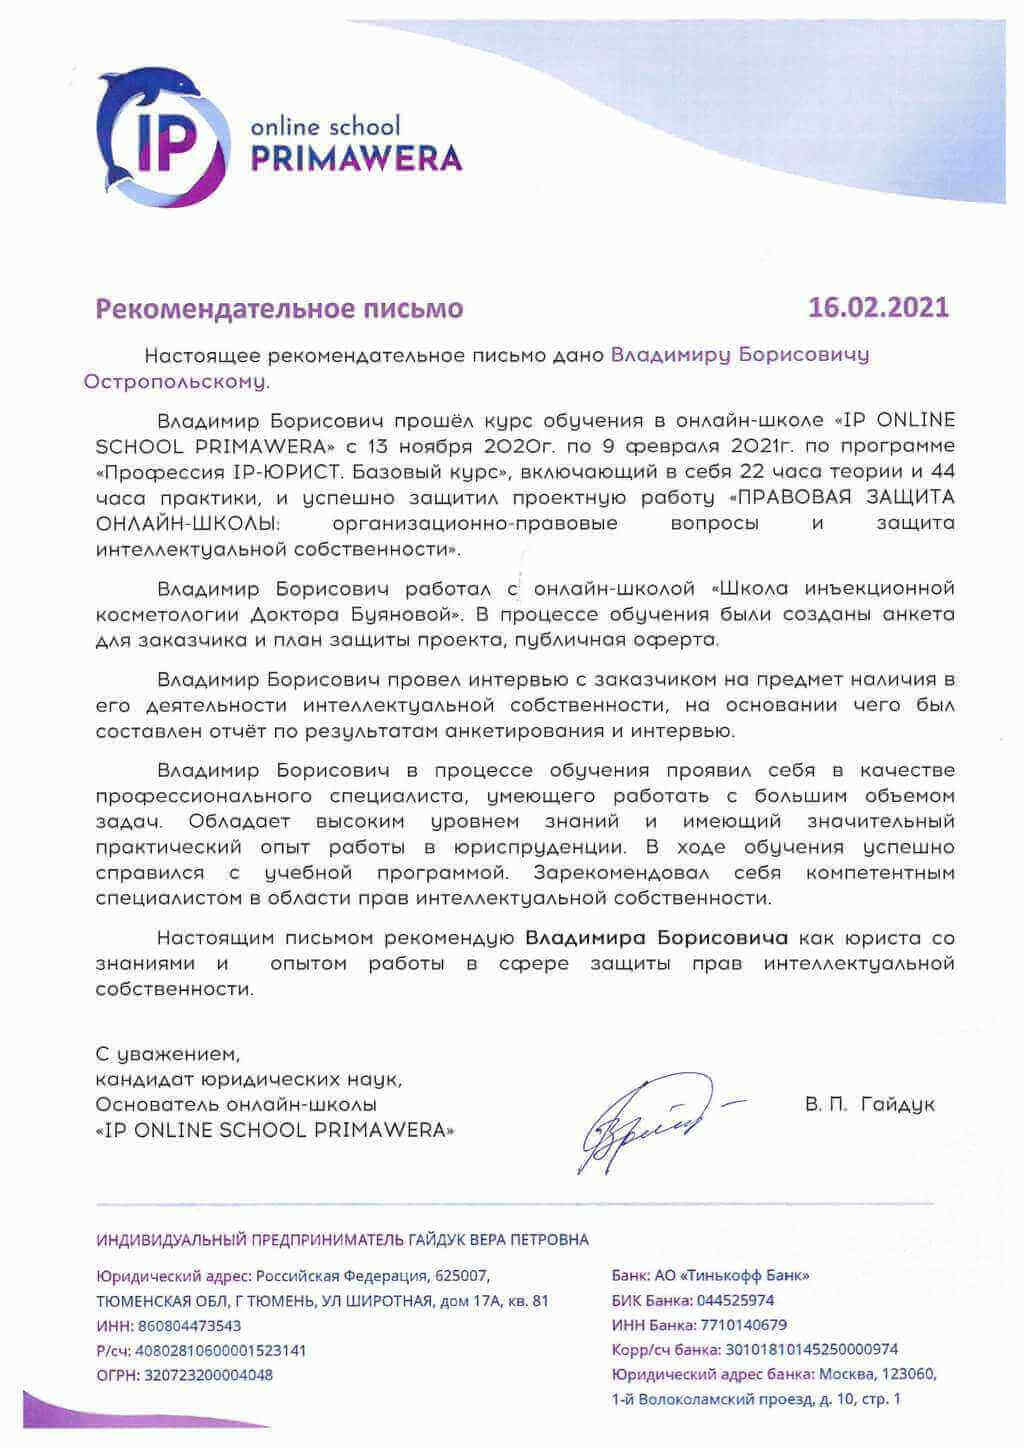 IP
online school
PRIMAWERA
Рекомендательное письмо 16.02.2021
Настоящее рекомендательное письмо дано Владимиру Борисовичу
Остропольскому.
Владимир Борисович прошёл курс обучения в онлайн-школе «IP ONLINE
SCHOOL PRIMAWERA» с 13 ноября 2020г. по 9 февраля 2021г. по программе
«Профессия IP-ЮРИСТ. Базовый курс», включающий в себя 22 часа теории и 44
часа практики, и успешно защитил проектную работу «ПРАВОВАЯ ЗАЩИТА
ОНЛАЙН-ШКОЛЫ: организационно-правовые вопросы и защита
интеллектуальной собственности».
Владимир Борисович работал с онлайн-школой «Школа инъекционной
косметологии Доктора Буяновой». В процессе обучения были созданы анкета
для заказчика и план защиты проекта, публичная оферта.
Владимир Борисович провел интервью с заказчиком на предмет наличия в
его деятельности интеллектуальной собственности, на основании чего был
составлен отчёт по результатам анкетирования и интервью.
Владимир Борисович в процессе обучения проявил себя в качестве
профессионального специалиста, умеющего работать с большим объемом
задач. Обладает высоким уровнем знаний и имеющий значительный
практический опыт работы в юриспруденции. В ходе обучения успешно
справился с учебной программой. Зарекомендовал себя компетентным
специалистом в области прав интеллектуальной собственности.
Настоящим письмом рекомендую Владимира Борисовича как юриста со
знаниями и опытом работы в сфере защиты прав интеллектуальной
собственности.
С уважением,
кандидат юридических наук,
Основатель онлайн-школы В. П. Гайдук
«IP ONLINE SCHOOL PRIMAWERA»
ИНДИВИДУАЛЬНЫЙ ПРЕДПРИНИМАТЕЛЬ ГАЙДУК ВЕРА ПЕТРОВНА
Юридический адрес: Российская Федерация, 625007,
ТЮМЕНСКАЯ ОБЛ, Г ТЮМЕНЬ, УЛ ШИРОТНАЯ, дом 17А, кв. 81
ИНН: 860804473543
Р/сч: 40802810600001523141
ОГРН: 320723200004048
Банк: АО «Тинькофф Банк»
БИК Банка: 044525974
ИНН Банка: 7710140679
Корр/сч банка: 30101810145250000974
Юридический адрес банка: Москва, 123060,
1-й Волоколамский проезд, д. 10, стр. 1